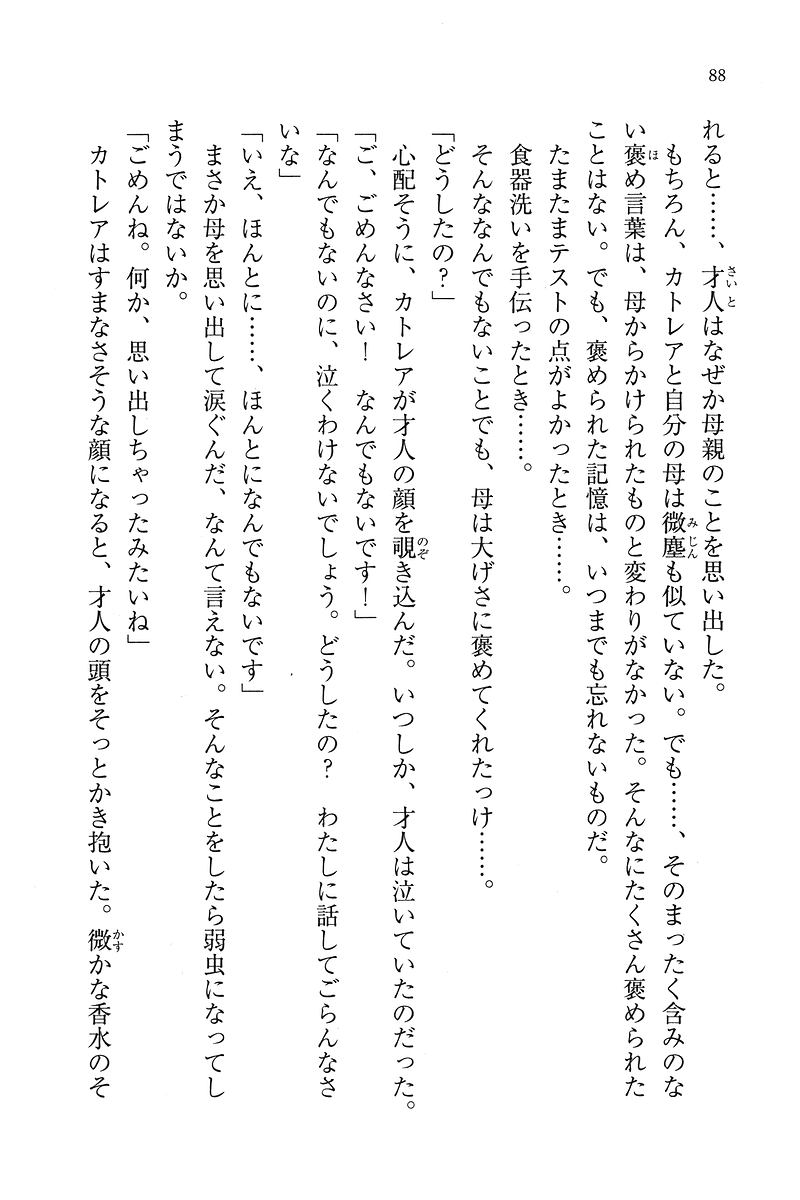 88
れると……、才人はなぜか母親のことを思い出した。
もちろん、カトレアと自分の母は微塵も似ていない。でも……、そのまったく含みのな
い褒め言葉は、母からかけられたものと変わりがなかった。そんなにたくさん褒められた
ことはない。でも、褒められた記憶は、いつまでも忘れないものだ。
たまたまテストの点がよかったとき……。
食器洗いを手伝ったとき……。
そんななんでもないことでも、母は大げさに褒めてくれたっけ……。
「どうしたの？」
心配そうに、カトレアが才人の顔を覗き込んだ。いつしか、才人は泣いていたのだった。
「ご、ごめんなさい！　なんでもないです！」
「なんでもないのに、泣くわけないでしょう。どうしたの？　わたしに話してごらんなさ
いな」
「いえ、ほんとに……、ほんとになんでもないです」
まさか母を思い出して涙ぐんだ、なんて言えない。そんなことをしたら弱虫になってし
まうではないか。
「ごめんね。何か、思い出しちゃったみたいね」
カトレアはすまなさそうな顔になると、才人の頭をそっとかき抱いた。微かな香水のそ